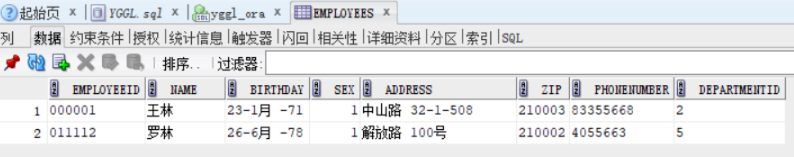 起始页 × YGGL.sql × yggl_ora × EMPLOYEES ×
列 数据 约束条件 授权 统计信息 触发器 闪回 相关性 详细资料 分区 索引 SQL
排序.. 过滤器:
EMPLOYEEID NAME BIRTHDAY SEX ADDRESS ZIP PHONENUMBER DEPARTMENTID
1 000001 王林 23-1月 -71 1 中山路 32-1-508 210003 83355668 2
2 011112 罗林 26-6月 -78 1 解放路 100号 210002 4055663 5